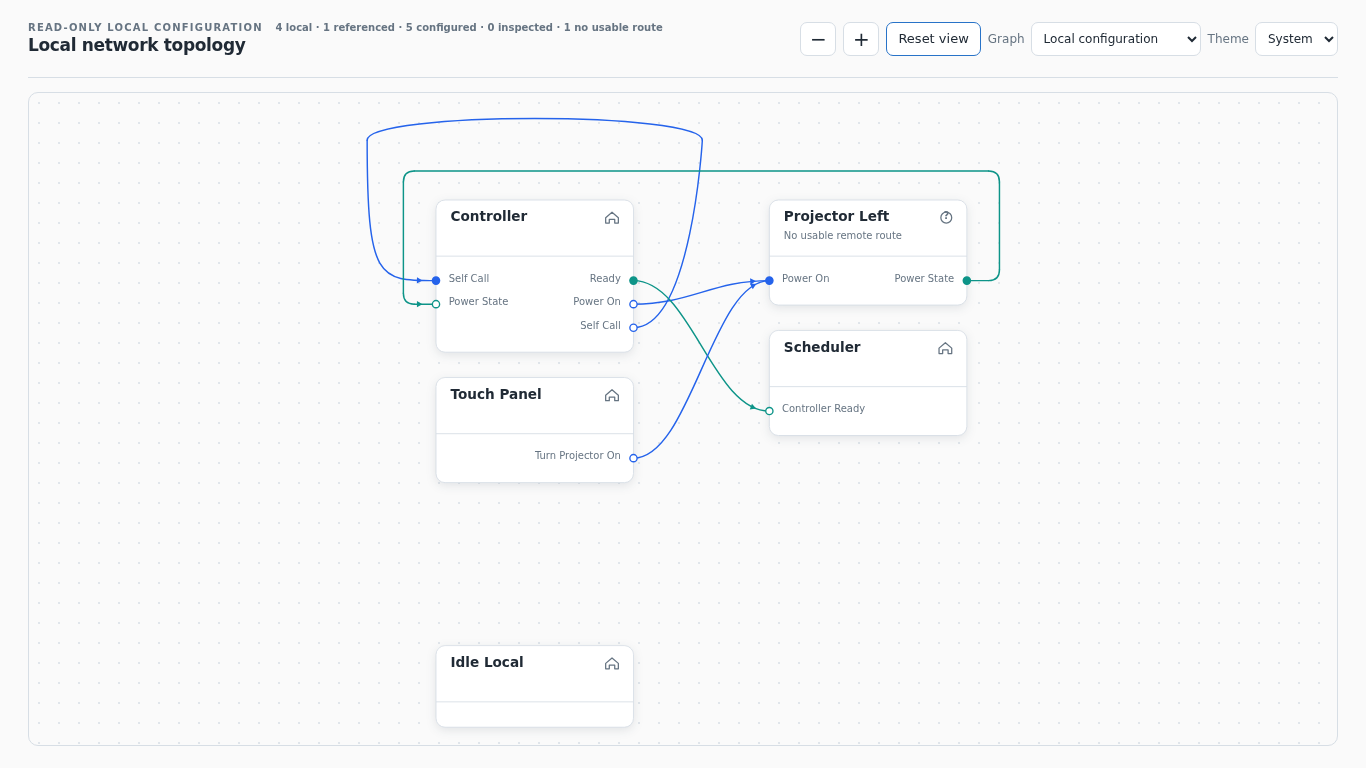 READ-ONLY LOCAL CONFIGURATION 4 local · 1 referenced · 5 configured · 0 inspected · 1 no usable route
Local network topology
− + Reset view Graph Local configuration Theme System
Controller
Self Call Ready
Power State Power On
Self Call
Projector Left ?
No usable remote route
Power On Power State
Scheduler
Controller Ready
Touch Panel
Turn Projector On
Idle Local